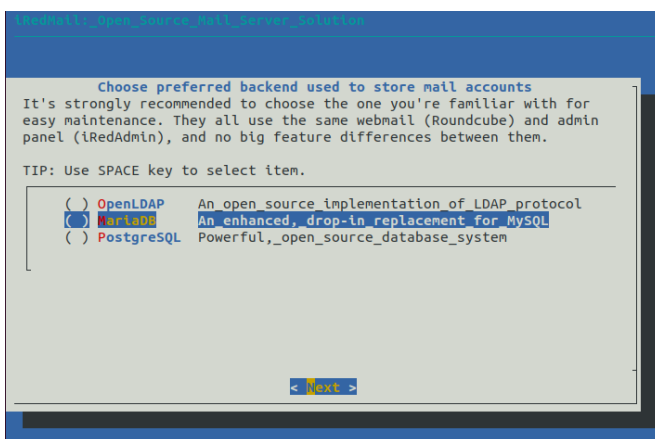 iRedMail:_Open_Source_Mail_Server_Solution
Choose preferred backend used to store mail accounts
It's strongly recommended to choose the one you're familiar with for
easy maintenance. They all use the same webmail (Roundcube) and admin
panel (iRedAdmin), and no big feature differences between them.
TIP: Use SPACE key to select item.
( ) OpenLDAP An_open_source_implementation_of_LDAP_protocol
( ) MariaDB An_enhanced,_drop-in_replacement_for_MySQL
( ) PostgreSQL Powerful,_open_source_database_system
< Next >